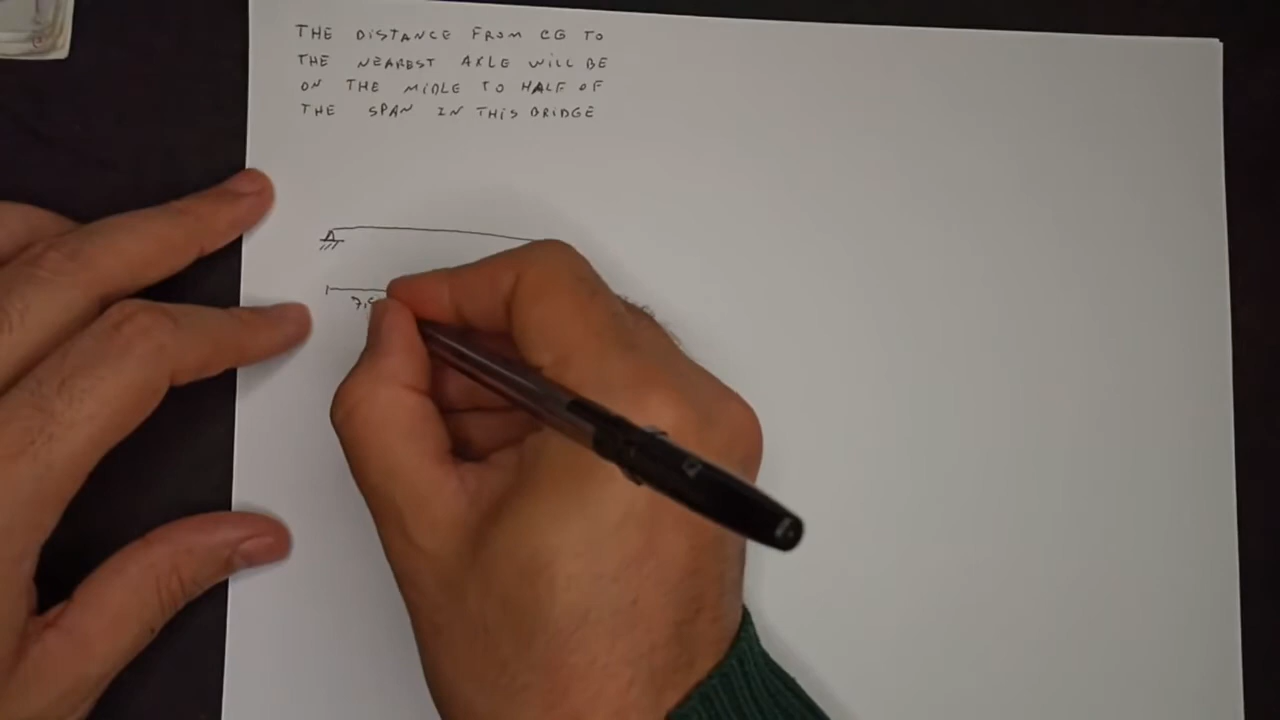 THE DISTANCE FROM CG TO
THE NEAREST AXLE WILL BE
ON THE MIDLE TO HALF OF
THE SPAN IN THIS BRIDGE